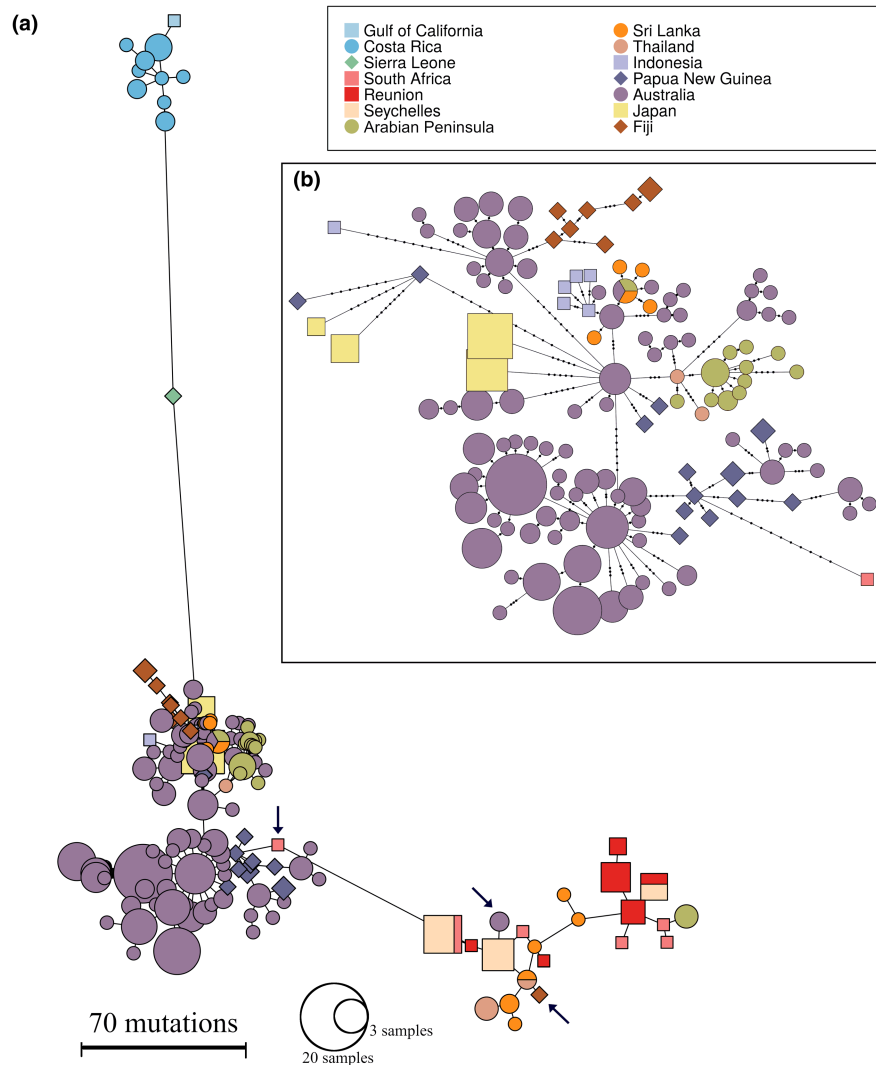 (a)
Gulf of California
Costa Rica
Sierra Leone
South Africa
Reunion
Seychelles
Arabian Peninsula
Sri Lanka
Thailand
Indonesia
Papua New Guinea
Australia
Japan
Fiji
(b)
70 mutations
3 samples
20 samples